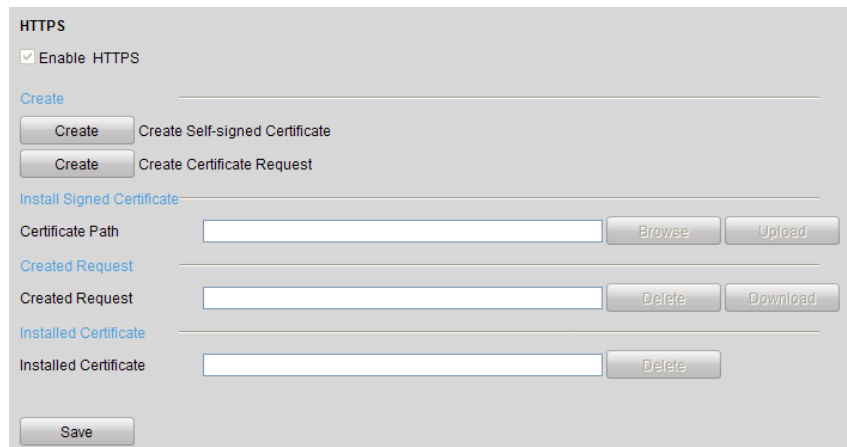 HTTPS
Enable HTTPS
Create
Create Create Self-signed Certificate
Create Create Certificate Request
Install Signed Certificate
Certificate Path Browse Upload
Created Request
Created Request Delete Download
Installed Certificate
Installed Certificate Delete
Save